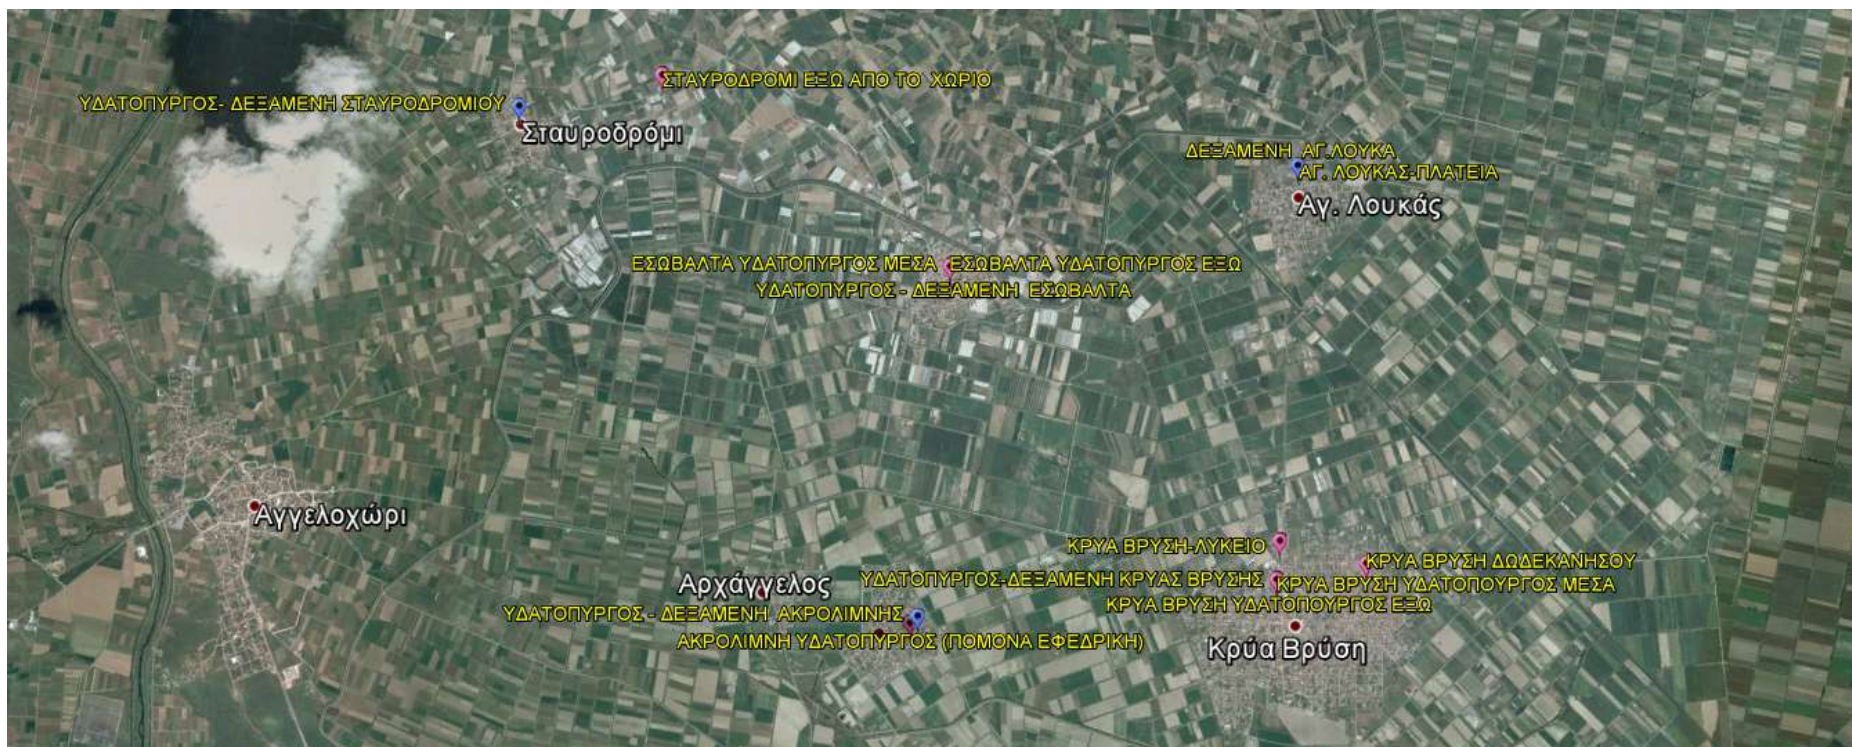 ΣΤΑΥΡΟΔΡΟΜΙ ΕΞΩ ΑΠΟ ΤΟ ΧΩΡΙΟ
ΥΔΑΤΟΠΥΡΓΟΣ- ΔΕΞΑΜΕΝΗ ΣΤΑΥΡΟΔΡΟΜΙΟΥ
Σταυροδρόμι
ΔΕΞΑΜΕΝΗ ΑΓ.ΛΟΥΚΑ
ΑΓ. ΛΟΥΚΑΣ-ΠΛΑΤΕΙΑ
Αγ. Λουκάς
ΕΣΩΒΑΛΤΑ ΥΔΑΤΟΠΥΡΓΟΣ ΜΕΣΑ
ΕΣΩΒΑΛΤΑ ΥΔΑΤΟΠΥΡΓΟΣ ΕΞΩ
ΥΔΑΤΟΠΥΡΓΟΣ - ΔΕΞΑΜΕΝΗ ΕΣΩΒΑΛΤΑ
Αγγελοχώρι
ΚΡΥΑ ΒΡΥΣΗ-ΛΥΚΕΙΟ
ΚΡΥΑ ΒΡΥΣΗ ΔΩΔΕΚΑΝΗΣΟΥ
Αρχάγγελος
ΥΔΑΤΟΠΥΡΓΟΣ-ΔΕΞΑΜΕΝΗ ΚΡΥΑΣ ΒΡΥΣΗΣ
ΚΡΥΑ ΒΡΥΣΗ ΥΔΑΤΟΠΟΥΡΓΟΣ ΜΕΣΑ
ΚΡΥΑ ΒΡΥΣΗ ΥΔΑΤΟΠΟΥΡΓΟΣ ΕΞΩ
ΥΔΑΤΟΠΥΡΓΟΣ - ΔΕΞΑΜΕΝΗ ΑΚΡΟΛΙΜΝΗΣ
ΑΚΡΟΛΙΜΝΗ ΥΔΑΤΟΠΥΡΓΟΣ (ΠΟΜΟΝΑ ΕΦΕΔΡΙΚΗ)
Κρύα Βρύση